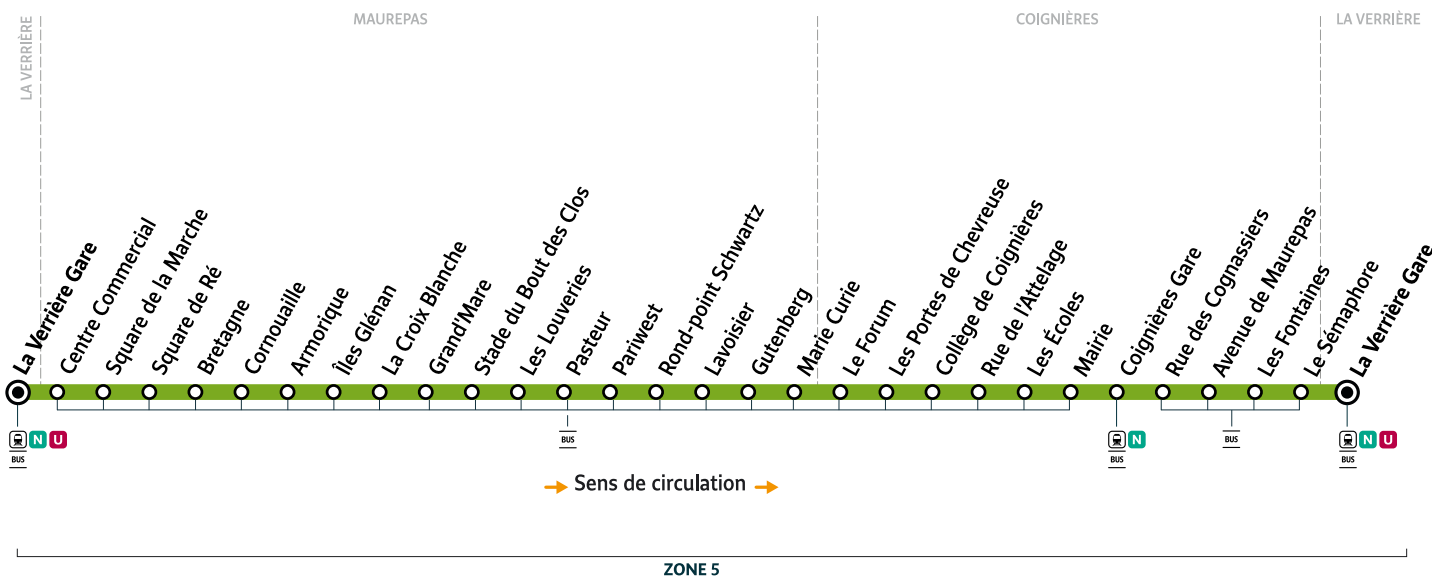 LA VERRIÈRE
MAUREPAS
COIGNIÈRES
LA VERRIÈRE
La Verrière Gare
Centre Commercial
Square de la Marche
Square de Ré
Bretagne
Cornouaille
Armorique
Îles Glénan
La Croix Blanche
Grand'Mare
Stade du Bout des Clos
Les Louveries
Pasteur
Pariwest
Rond-point Schwartz
Lavoisier
Gutenberg
Marie Curie
Le Forum
Les Portes de Chevreuse
Collège de Coignières
Rue de l'Attelage
Les Écoles
Mairie
Coignières Gare
Rue des Cognassiers
Avenue de Maurepas
Les Fontaines
Le Sémaphore
La Verrière Gare
N U
BUS
BUS
N
BUS
BUS
N U
BUS
Sens de circulation
ZONE 5